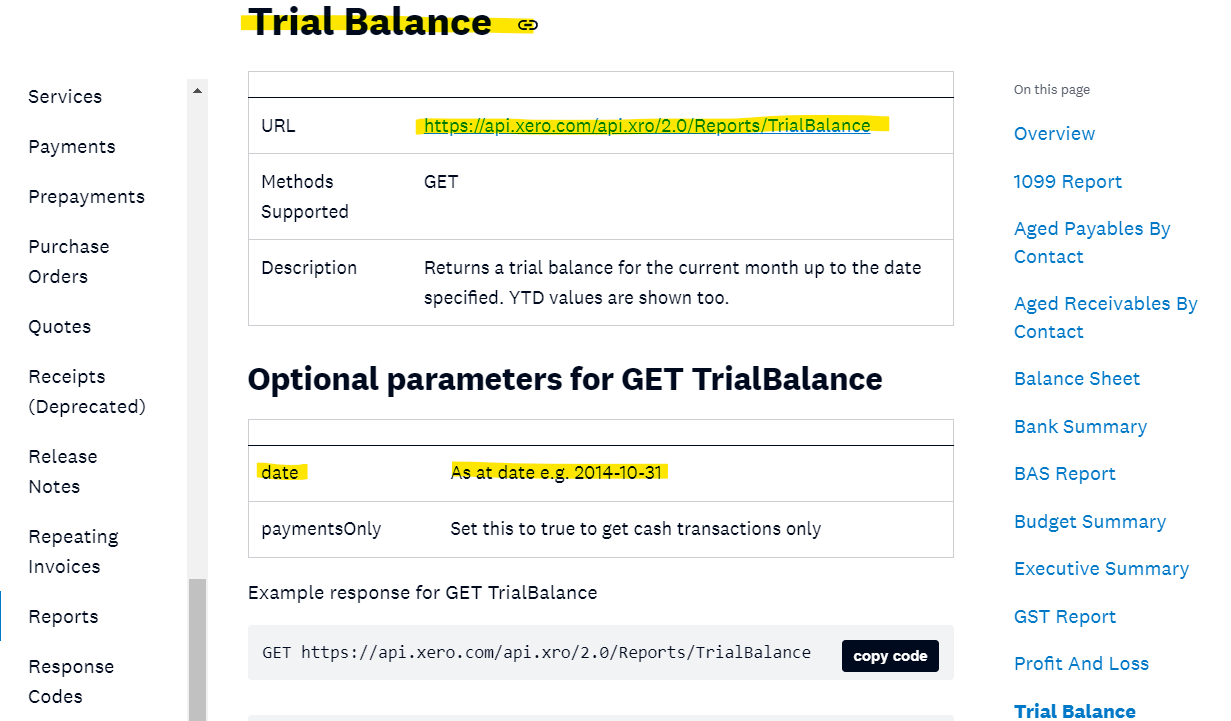 Trial Balance
Services
Payments
Prepayments
Purchase
Orders
Quotes
Receipts
(Deprecated)
Release
Notes
Repeating
Invoices
Reports
Response
Codes
URL https://api.xero.com/api.xro/2.0/Reports/TrialBalance
Methods GET
Supported
Description Returns a trial balance for the current month up to the date
specified. YTD values are shown too.
Optional parameters for GET TrialBalance
date As at date e.g. 2014-10-31
paymentsOnly Set this to true to get cash transactions only
Example response for GET TrialBalance
GET https://api.xero.com/api.xro/2.0/Reports/TrialBalance copy code
On this page
Overview
1099 Report
Aged Payables By
Contact
Aged Receivables By
Contact
Balance Sheet
Bank Summary
BAS Report
Budget Summary
Executive Summary
GST Report
Profit And Loss
Trial Balance